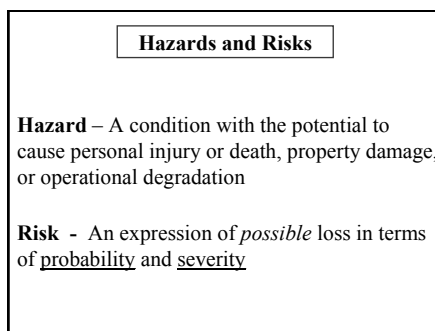 Hazards and Risks
Hazard – A condition with the potential to
cause personal injury or death, property damage,
or operational degradation
Risk - An expression of possible loss in terms
of probability and severity